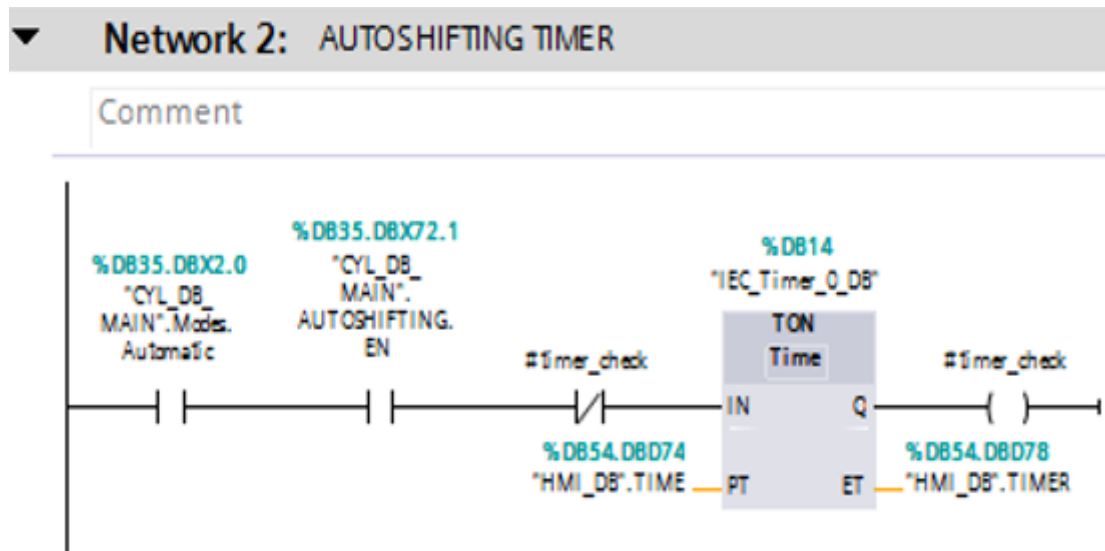 Network 2: AUTOSHIFTING TIMER
Comment
%DB35.DBX2.0
"CYL_DB_
MAIN".Modes.
Automatic
%DB35.DBX72.1
"CYL_DB_
MAIN".
AUTOSHIFTING.
EN
#timer_check
%DB14
"IEC_Timer_0_DB"
TON
Time
IN
Q
#timer_check
%DB54.DBD74
"HMI_DB".TIME
PT
ET
%DB54.DBD78
"HMI_DB".TIMER